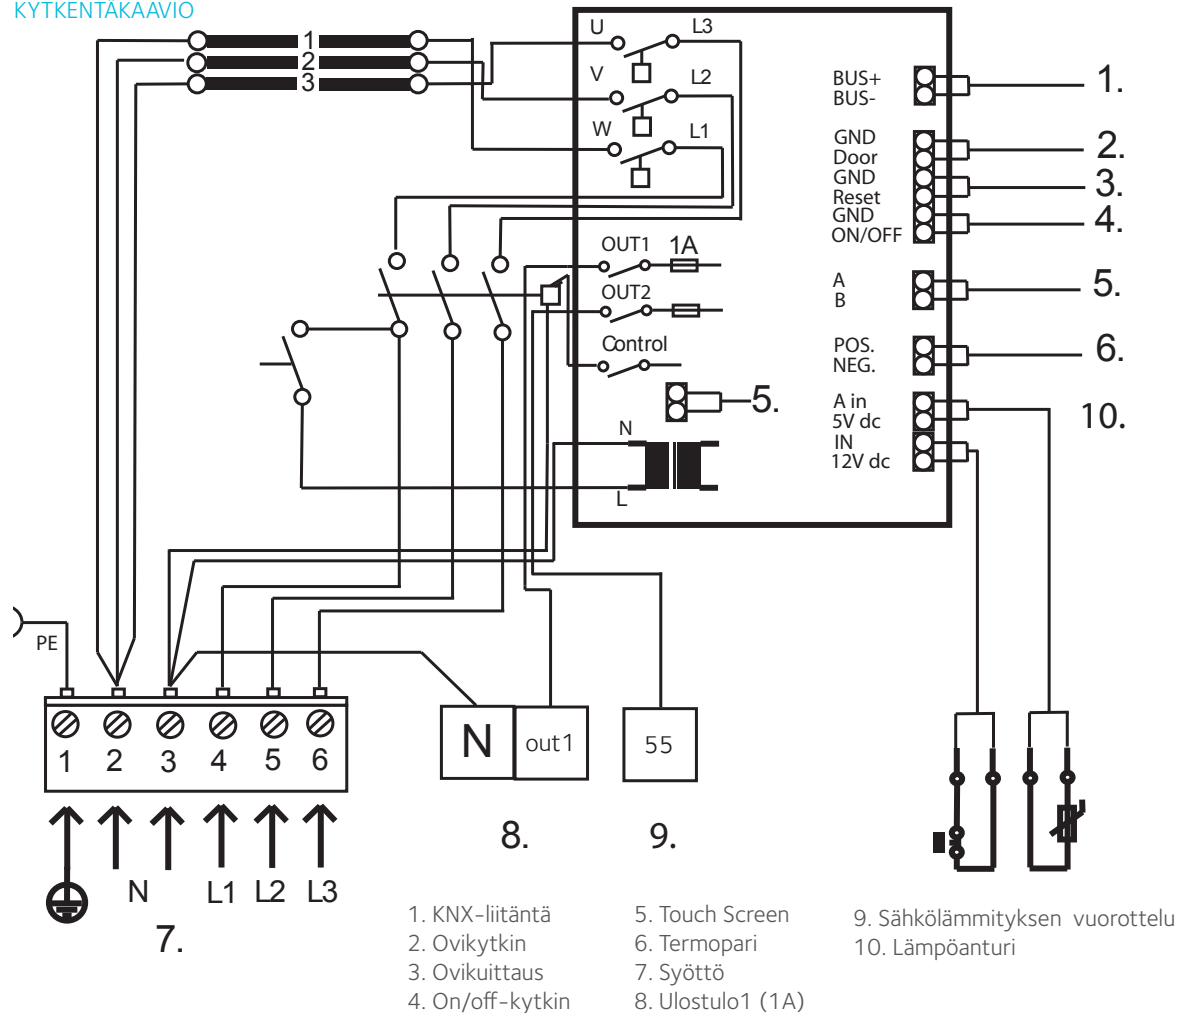 KYTKENTÄKAAVIO
1
2
3
U
L3
V
L2
W
L1
OUT1
1A
OUT2
Control
5.
N
L
BUS+
BUS-
1.
GND
Door
2.
GND
Reset
3.
GND
ON/OFF
4.
A
B
5.
POS.
NEG.
6.
A in
5V dc
10.
IN
12V dc
PE
1 2 3 4 5 6
N L1 L2 L3
7.
N
out1
8.
55
9.
1. KNX-liitäntä
2. Ovikytkin
3. Ovikuittaus
4. On/off-kytkin
5. Touch Screen
6. Termopari
7. Syöttö
8. Ulostulo1 (1A)
9. Sähkölämmityksen vuorottelu
10. Lämpöanturi